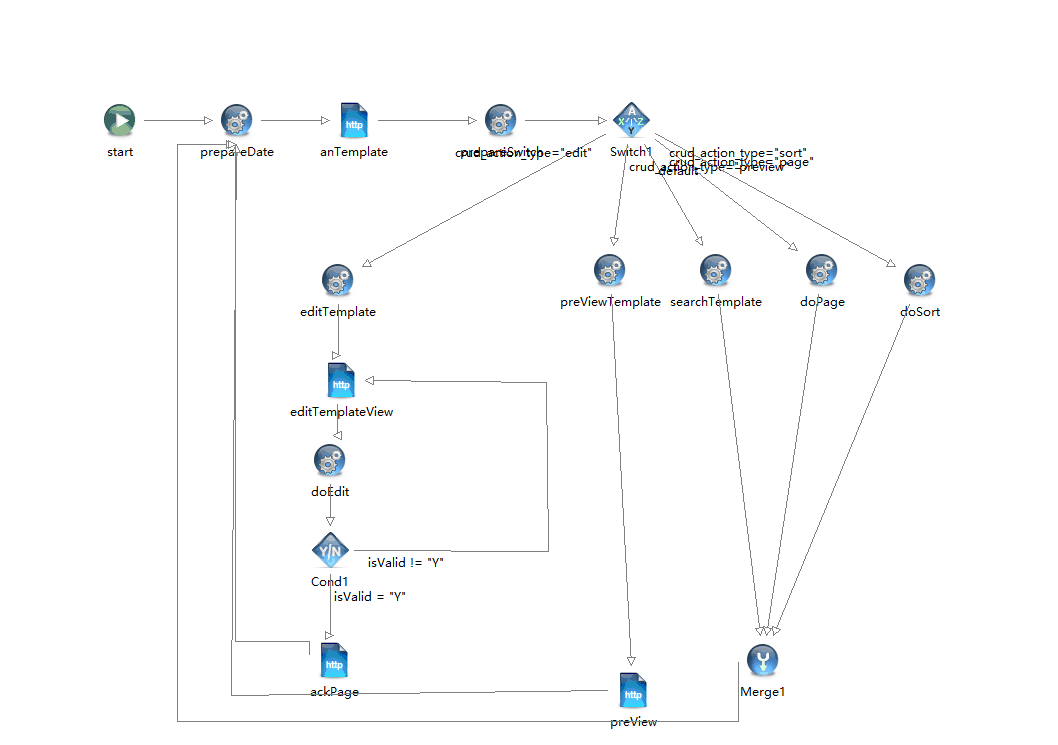 start
prepareDate
anTemplate
prepareSwitch
crud_action_type="edit"
Switch1
crud_action_type="sort"
crud_action_type="page"
crud_action_type="preview"
_default
editTemplate
preViewTemplate
searchTemplate
doPage
doSort
editTemplateView
doEdit
isValid != "Y"
Cond1
isValid = "Y"
ackPage
Merge1
preView
http
http
http
http
Y/N
A
X
Z
Y